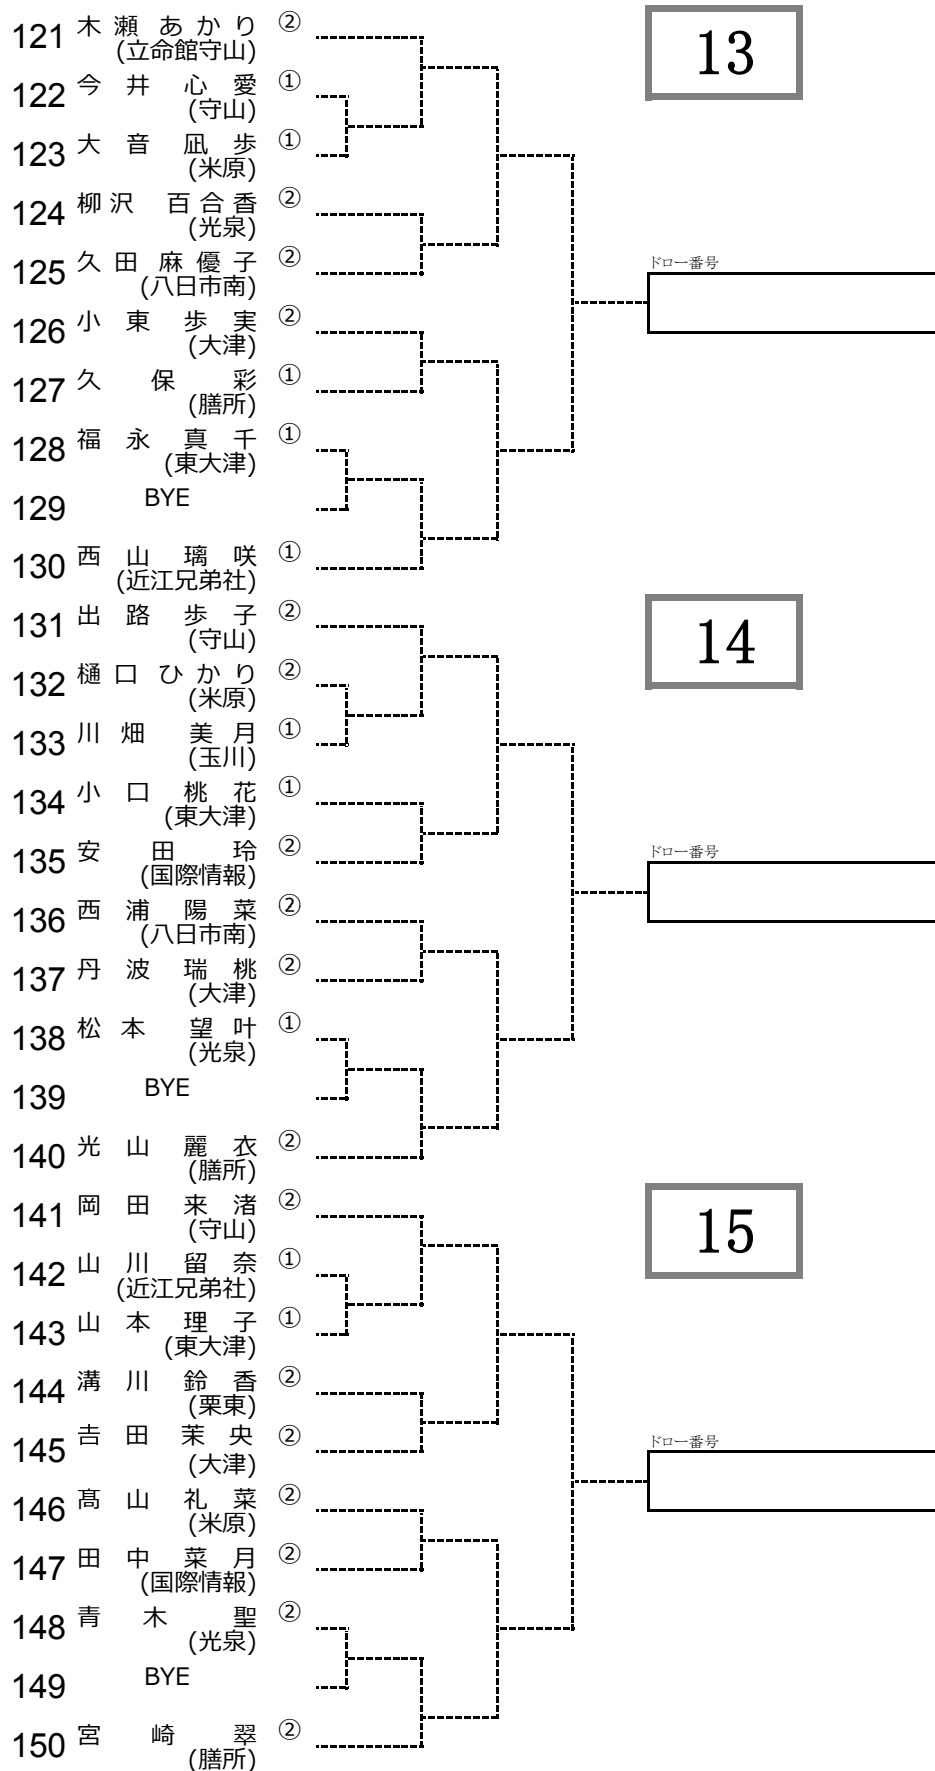 121 木瀬あかり ②
(立命館守山)
13
122 今井心愛 ①
(守山)
123 大音凪歩 ①
(米原)
124 柳沢百合香 ②
(光泉)
125 久田麻優子 ②
(八日市南)
ドロー番号
126 小東歩実 ②
(大津)
127 久保彩 ①
(膳所)
128 福永真千 ①
(東大津)
129 BYE
130 西山璃咲 ①
(近江兄弟社)
131 出路歩子 ②
(守山)
14
132 樋口ひかり ②
(米原)
133 川畑美月 ①
(玉川)
134 小口桃花 ①
(東大津)
135 安田玲 ②
(国際情報)
ドロー番号
136 西浦陽菜 ②
(八日市南)
137 丹波瑞桃 ②
(大津)
138 松本望叶 ①
(光泉)
139 BYE
140 光山麗衣 ②
(膳所)
141 岡田来渚 ②
(守山)
15
142 山川留奈 ①
(近江兄弟社)
143 山本理子 ①
(東大津)
144 溝川鈴香 ②
(栗東)
145 𠮷田茉央 ②
(大津)
ドロー番号
146 髙山礼菜 ②
(米原)
147 田中菜月 ②
(国際情報)
148 青木聖 ②
(光泉)
149 BYE
150 宮崎翠 ②
(膳所)